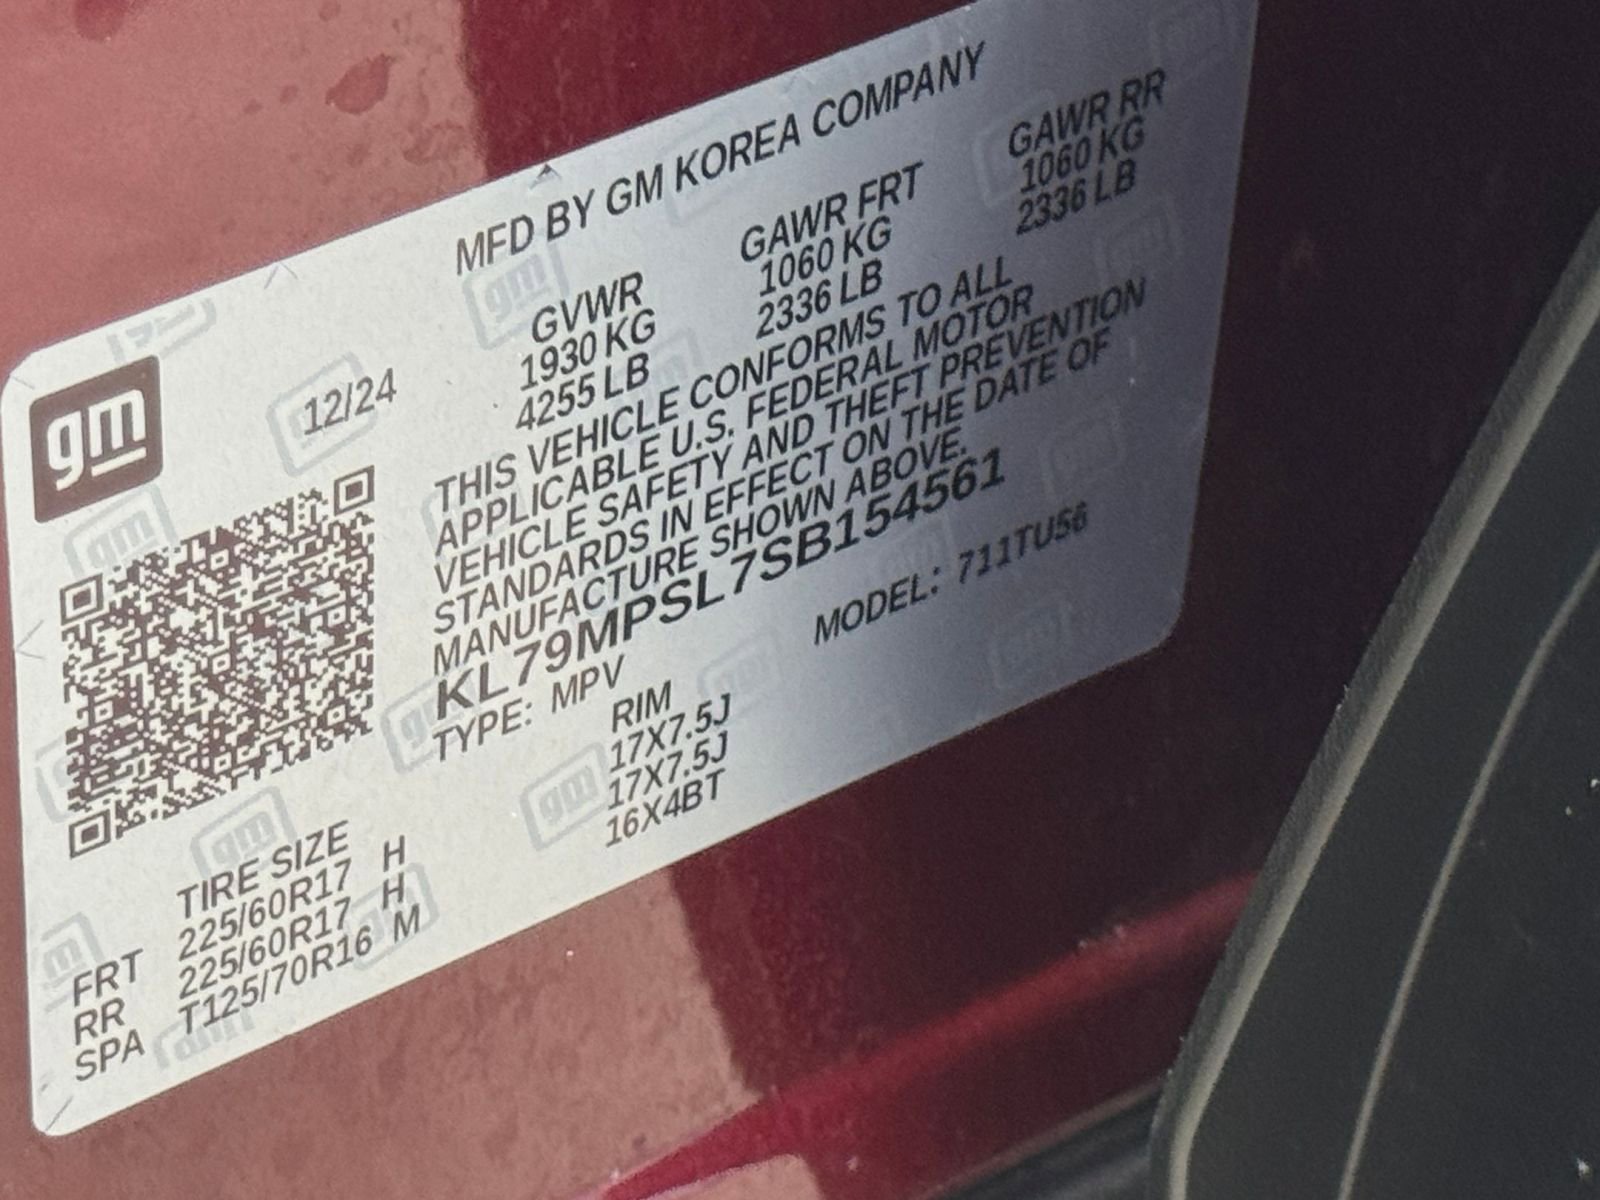 MFD BY GM KOREA COMPANY
gm
12/24
GVWR GAWR FRT GAWR RR
1930 KG 1060 KG 1060 KG
4255 LB 2336 LB 2336 LB
THIS VEHICLE CONFORMS TO ALL
APPLICABLE U.S. FEDERAL MOTOR
VEHICLE SAFETY AND THEFT PREVENTION
STANDARDS IN EFFECT ON THE DATE OF
MANUFACTURE SHOWN ABOVE.
KL79MPSL7SB154561
TYPE: MPV MODEL: 711TU56
TIRE SIZE RIM
FRT 225/60R17 H 17X7.5J
RR 225/60R17 H 17X7.5J
SPA T125/70R16 M 16X4BT